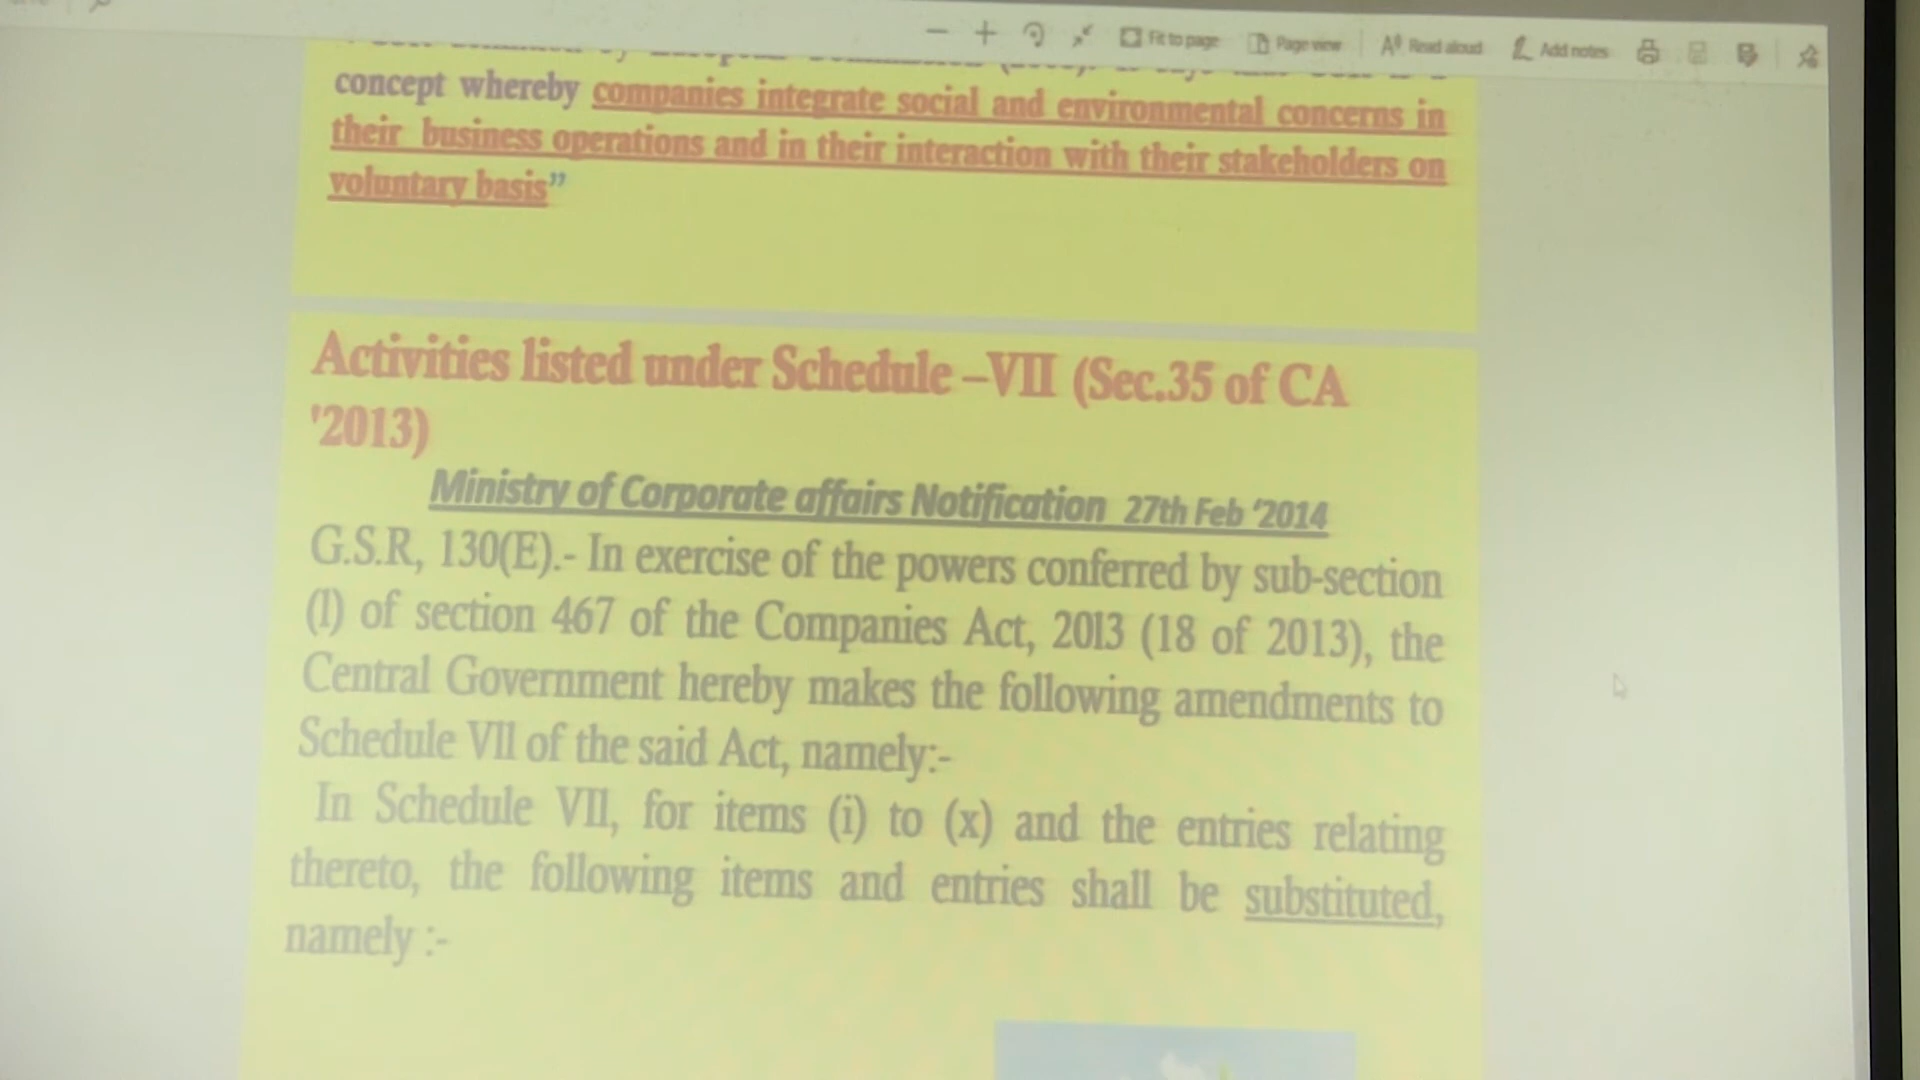 Fit to page Page view Read aloud Add notes
concept whereby companies integrate social and environmental concerns in
their business operations and in their interaction with their stakeholders on
voluntary basis”
Activities listed under Schedule –VII (Sec.35 of CA
'2013)
Ministry of Corporate affairs Notification 27th Feb ‘2014
G.S.R, 130(E).- In exercise of the powers conferred by sub-section
(1) of section 467 of the Companies Act, 2013 (18 of 2013), the
Central Government hereby makes the following amendments to
Schedule VII of the said Act, namely:-
In Schedule VII, for items (i) to (x) and the entries relating
thereto, the following items and entries shall be substituted,
namely :-